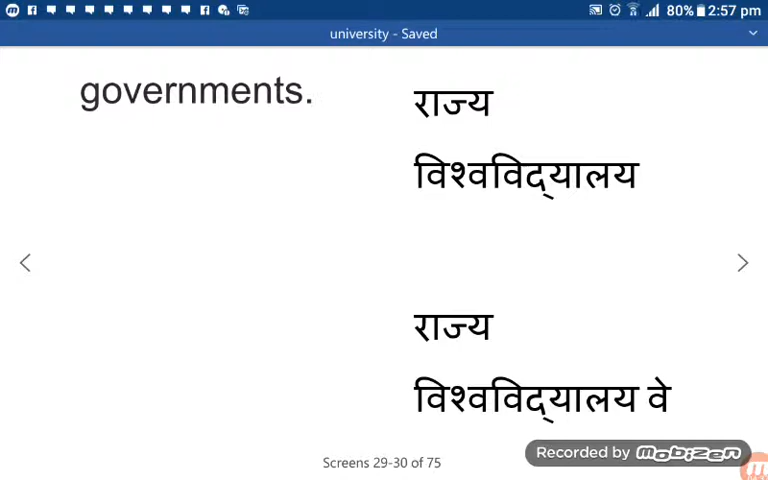 80% 2:57 pm
university - Saved
governments.
राज्य
विश्वविद्यालय
राज्य
विश्वविद्यालय वे
Screens 29-30 of 75
Recorded by MOBIZEN